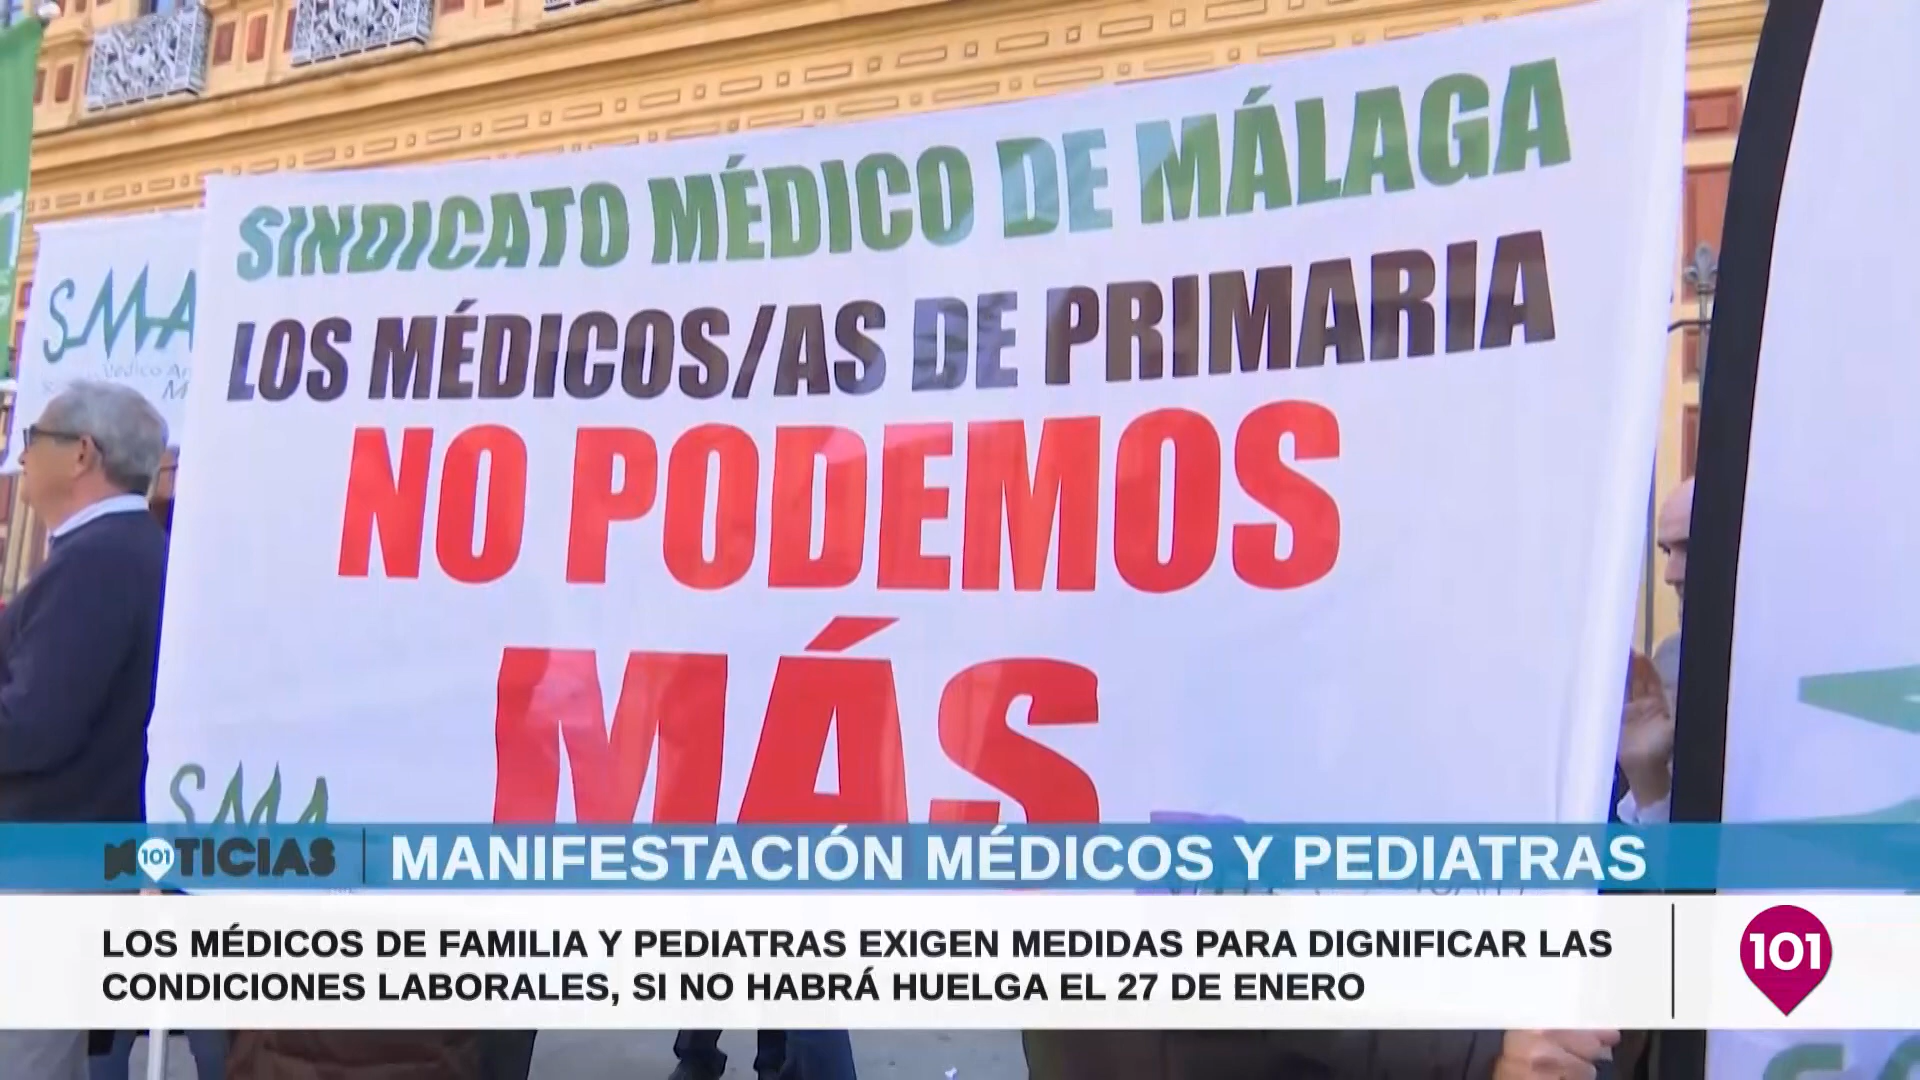 SINDICATO MÉDICO DE MÁLAGA
LOS MÉDICOS/AS DE PRIMARIA
NO PODEMOS
MÁS
SMA
SMA
101 NOTICIAS
MANIFESTACIÓN MÉDICOS Y PEDIATRAS
LOS MÉDICOS DE FAMILIA Y PEDIATRAS EXIGEN MEDIDAS PARA DIGNIFICAR LAS
CONDICIONES LABORALES, SI NO HABRÁ HUELGA EL 27 DE ENERO
101